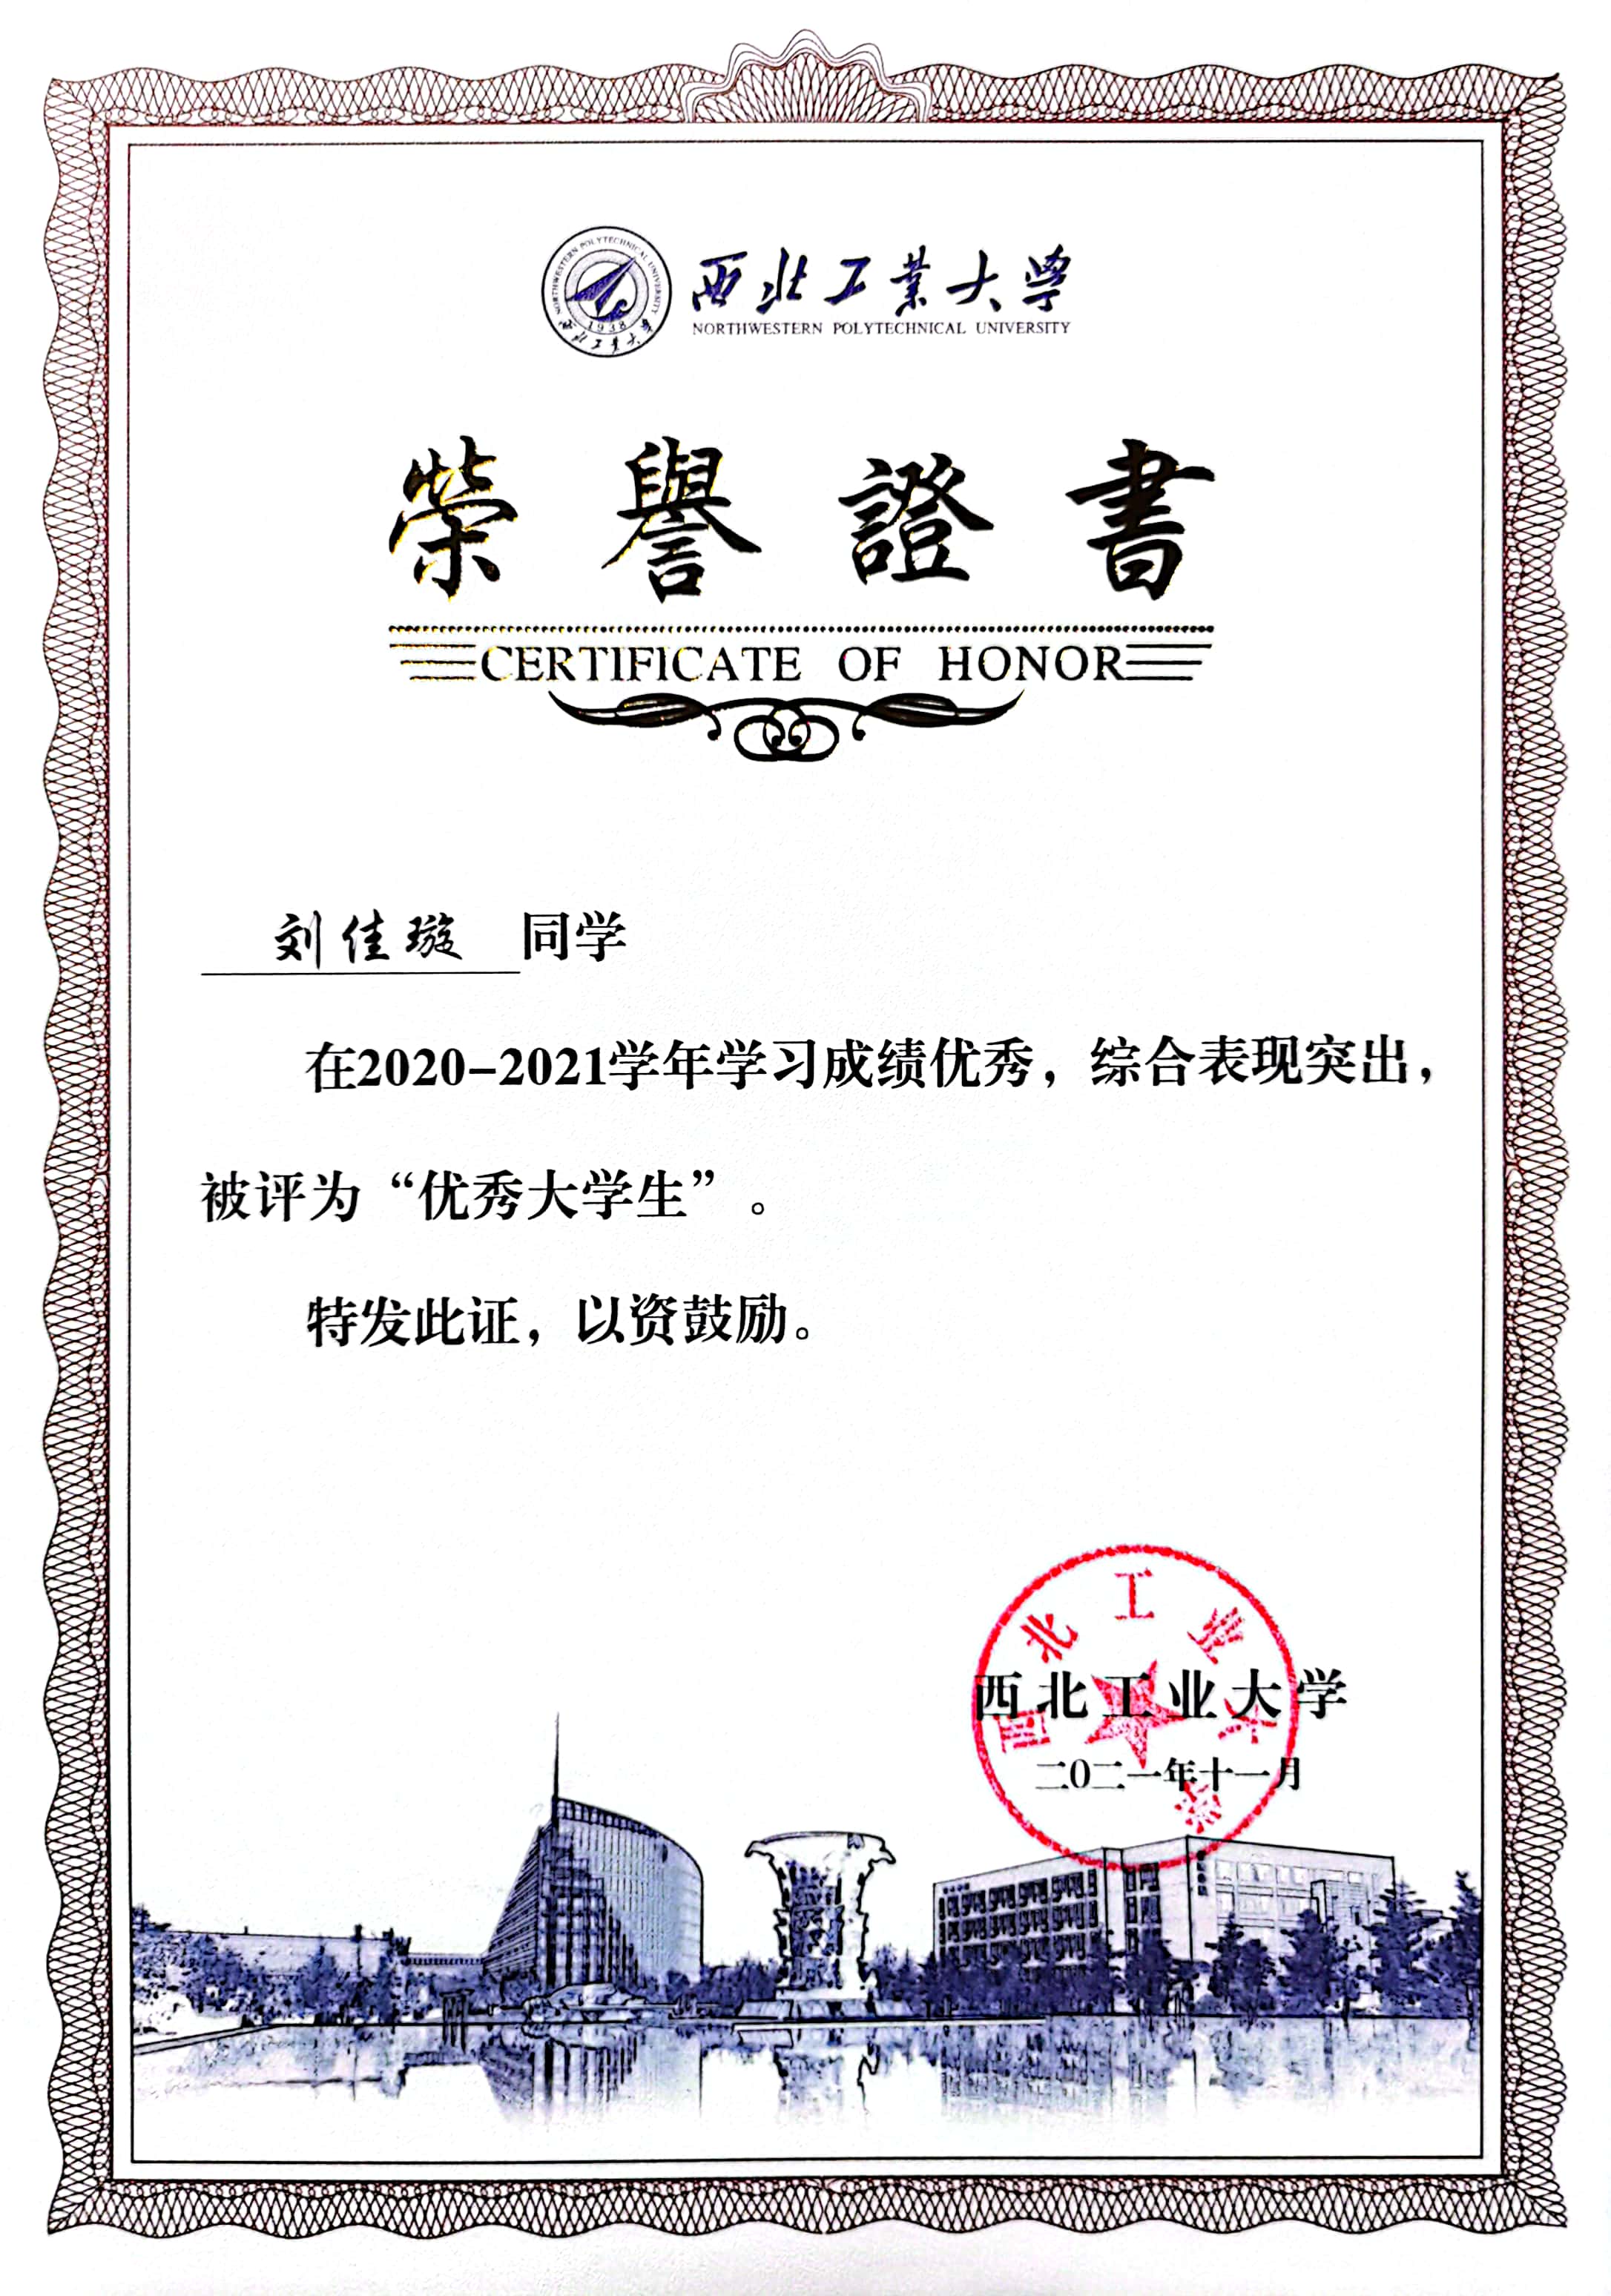 NORTHWESTERN POLYTECHNICAL UNIVERSITY
1938
西北工业大学
西北工業大学
NORTHWESTERN POLYTECHNICAL UNIVERSITY
榮譽證書
CERTIFICATE OF HONOR
刘佳璇 同学
在2020-2021学年学习成绩优秀，综合表现突出，
被评为“优秀大学生”。
特发此证，以资鼓励。
西北工业大学
西北工业大学
二〇二一年十一月